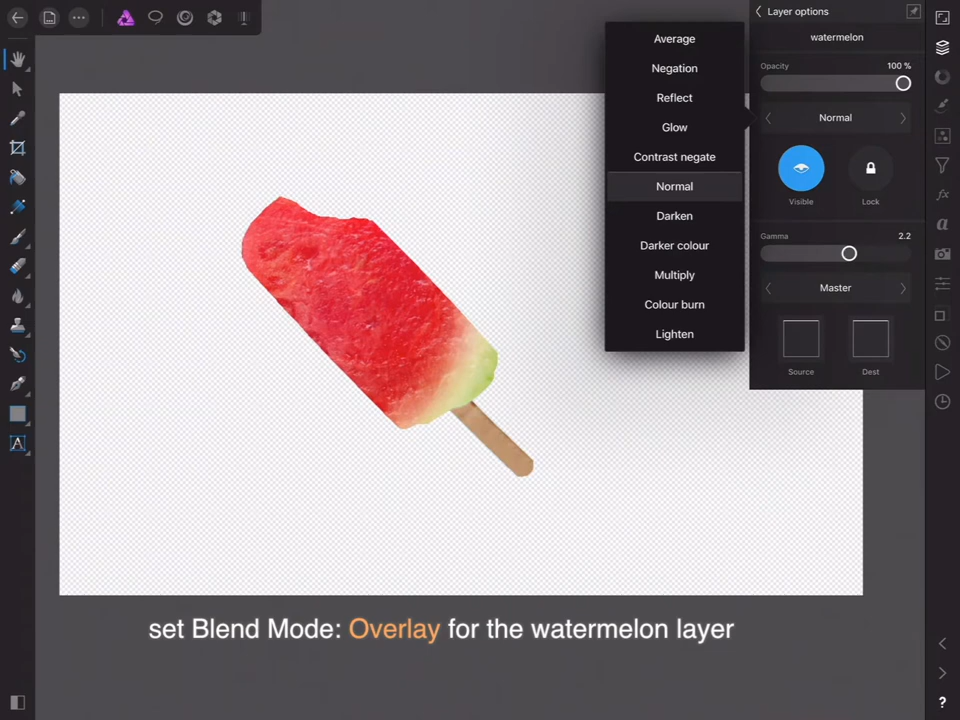 Layer options
watermelon
Opacity 100 %
Normal
Visible Lock
Gamma 2.2
Master
Source Dest
Average
Negation
Reflect
Glow
Contrast negate
Normal
Darken
Darker colour
Multiply
Colour burn
Lighten
fx
a
A
?
set Blend Mode: Overlay for the watermelon layer